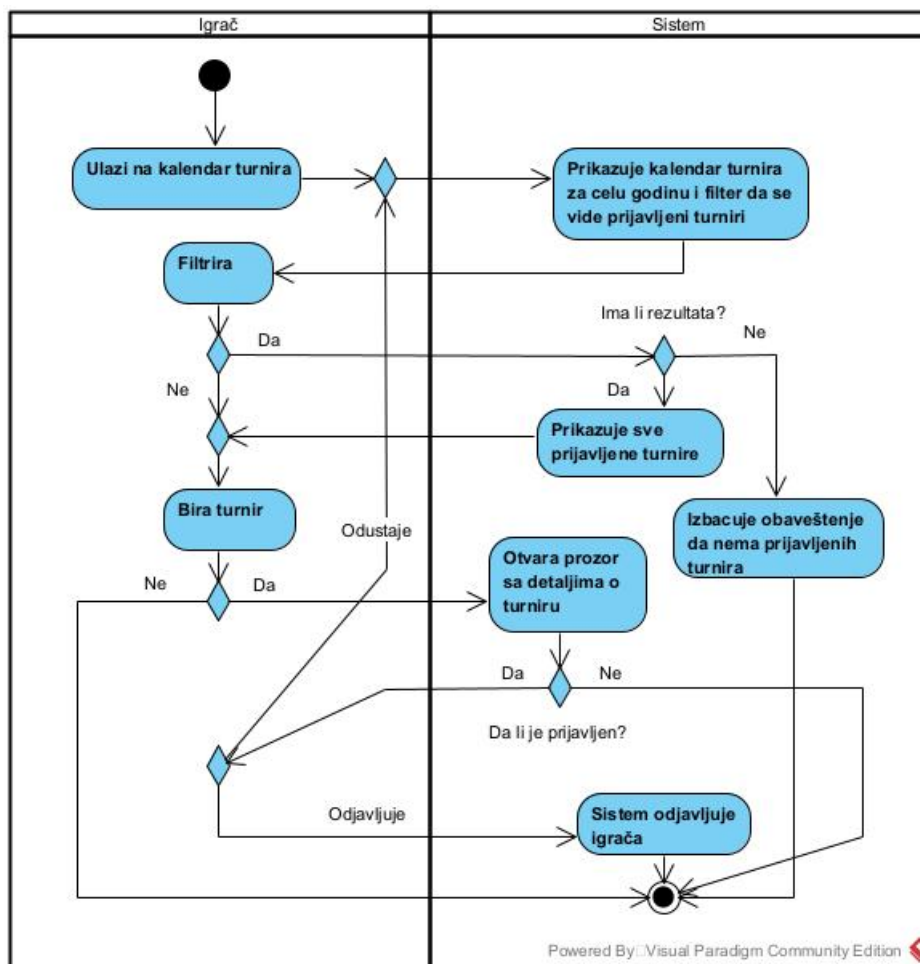 Igrač
Sistem
Ulazi na kalendar turnira
Prikazuje kalendar turnira
za celu godinu i filter da se
vide prijavljeni turniri
Filtrira
Ima li rezultata?
Da
Ne
Ne
Da
Prikazuje sve
prijavljene turnire
Bira turnir
Odustaje
Izbacuje obaveštenje
da nema prijavljenih
turnira
Otvara prozor
sa detaljima o
turniru
Ne
Da
Da
Ne
Da li je prijavljen?
Odjavljuje
Sistem odjavljuje
igrača
Powered By Visual Paradigm Community Edition